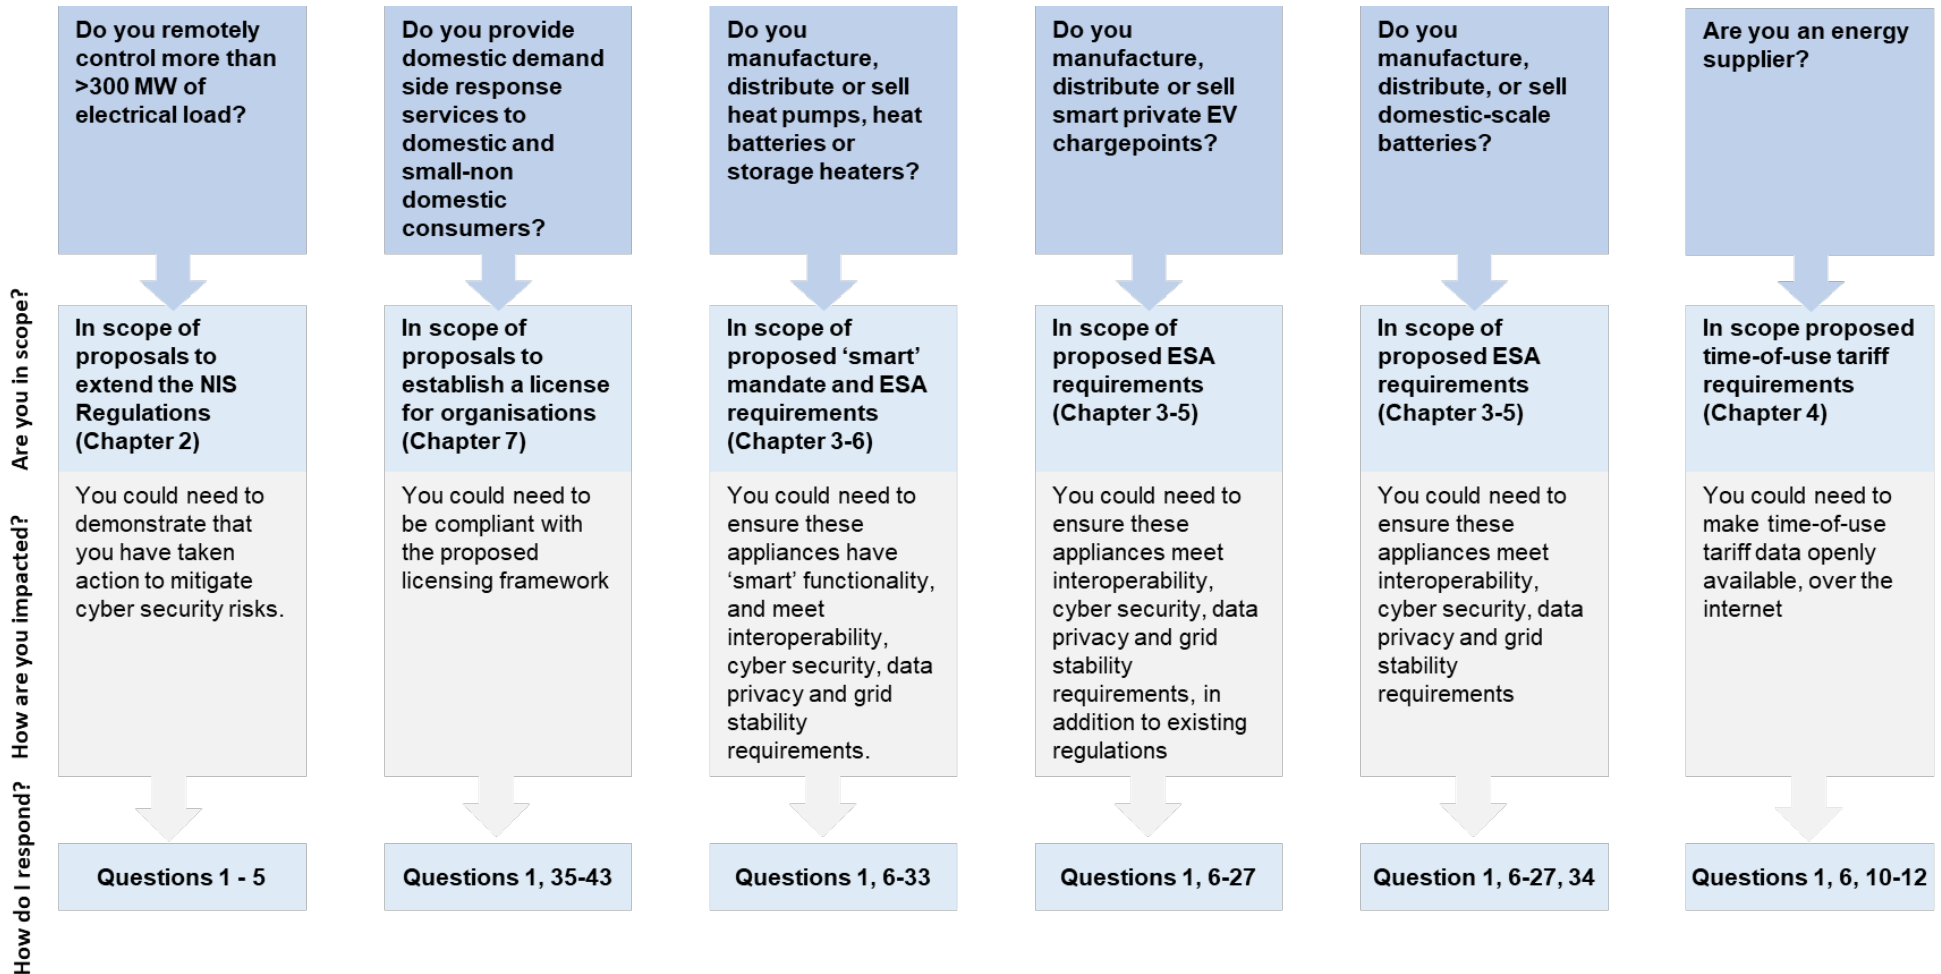 Do you remotely
control more than
>300 MW of
electrical load?
Do you provide
domestic demand
side response
services to
domestic and
small-non
domestic
consumers?
Do you
manufacture,
distribute or sell
heat pumps, heat
batteries or
storage heaters?
Do you
manufacture,
distribute or sell
smart private EV
chargepoints?
Do you
manufacture,
distribute, or sell
domestic-scale
batteries?
Are you an energy
supplier?
Are you in scope?
In scope of
proposals to
extend the NIS
Regulations
(Chapter 2)
In scope of
proposals to
establish a license
for organisations
(Chapter 7)
In scope of
proposed ‘smart’
mandate and ESA
requirements
(Chapter 3-6)
In scope of
proposed ESA
requirements
(Chapter 3-5)
In scope of
proposed ESA
requirements
(Chapter 3-5)
In scope proposed
time-of-use tariff
requirements
(Chapter 4)
How are you impacted?
You could need to
demonstrate that
you have taken
action to mitigate
cyber security risks.
You could need to
be compliant with
the proposed
licensing framework
You could need to
ensure these
appliances have
‘smart’ functionality,
and meet
interoperability,
cyber security, data
privacy and grid
stability
requirements.
You could need to
ensure these
appliances meet
interoperability,
cyber security, data
privacy and grid
stability
requirements, in
addition to existing
regulations
You could need to
ensure these
appliances meet
interoperability,
cyber security, data
privacy and grid
stability
requirements
You could need to
make time-of-use
tariff data openly
available, over the
internet
How do I respond?
Questions 1 - 5
Questions 1, 35-43
Questions 1, 6-33
Questions 1, 6-27
Question 1, 6-27, 34
Questions 1, 6, 10-12